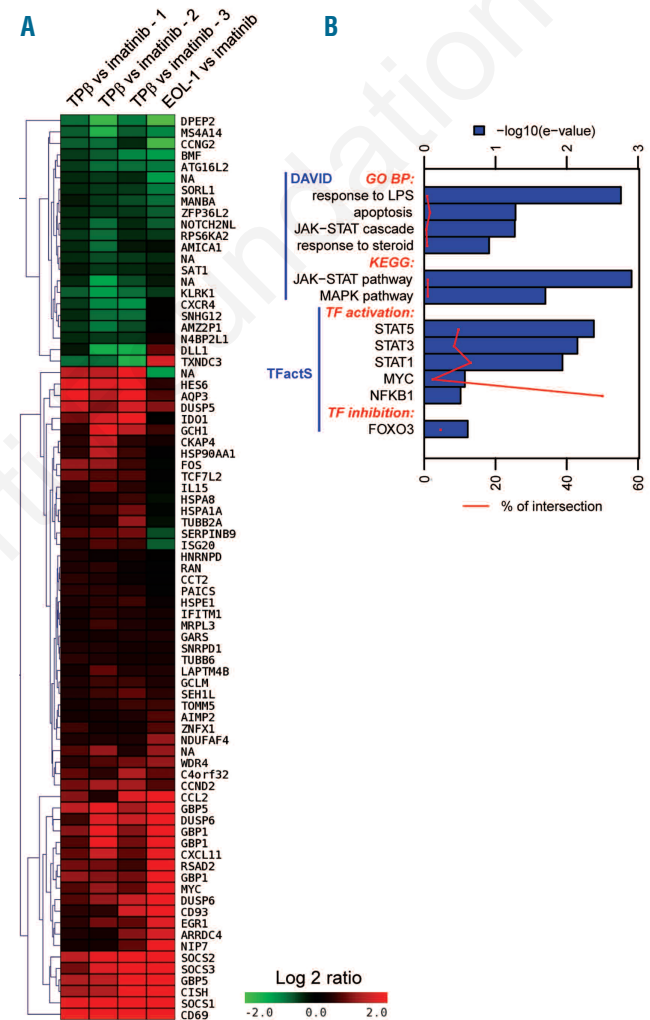 A
B
TPβ vs imatinib - 1
TPβ vs imatinib - 2
TPβ vs imatinib - 3
EOL-1 vs imatinib
DPEP2
MS4A14
CCNG2
BMF
ATG16L2
NA
SORL1
MANBA
ZFP36L2
NOTCH2NL
RPS6KA2
AMICA1
NA
SAT1
NA
KLRK1
CXCR4
SNHG12
AMZ2P1
N4BP2L1
DLL1
TXNDC3
NA
HES6
AQP3
DUSP5
IDO1
GCH1
CKAP4
HSP90AA1
FOS
TCF7L2
IL15
HSPA8
HSPA1A
TUBB2A
SERPINB9
ISG20
HNRNPD
RAN
CCT2
PAICS
HSPE1
IFITM1
MRPL3
GARS
SNRPD1
TUBB6
LAPTM4B
GCLM
SEH1L
TOMM5
AIMP2
ZNFX1
NDUFAF4
NA
WDR4
C4orf32
CCND2
CCL2
GBP5
DUSP6
GBP1
GBP1
CXCL11
RSAD2
GBP1
MYC
DUSP6
CD93
EGR1
ARRDC4
NIP7
SOCS2
SOCS3
GBP5
CISH
SOCS1
CD69
Log 2 ratio
-2.0 0.0 2.0
−log10(e−value)
0 1 2 3
DAVID
GO BP:
response to LPS
apoptosis
JAK−STAT cascade
response to steroid
KEGG:
JAK−STAT pathway
MAPK pathway
TFactS
TF activation:
STAT5
STAT3
STAT1
MYC
NFKB1
TF inhibition:
FOXO3
0 20 40 60
% of intersection